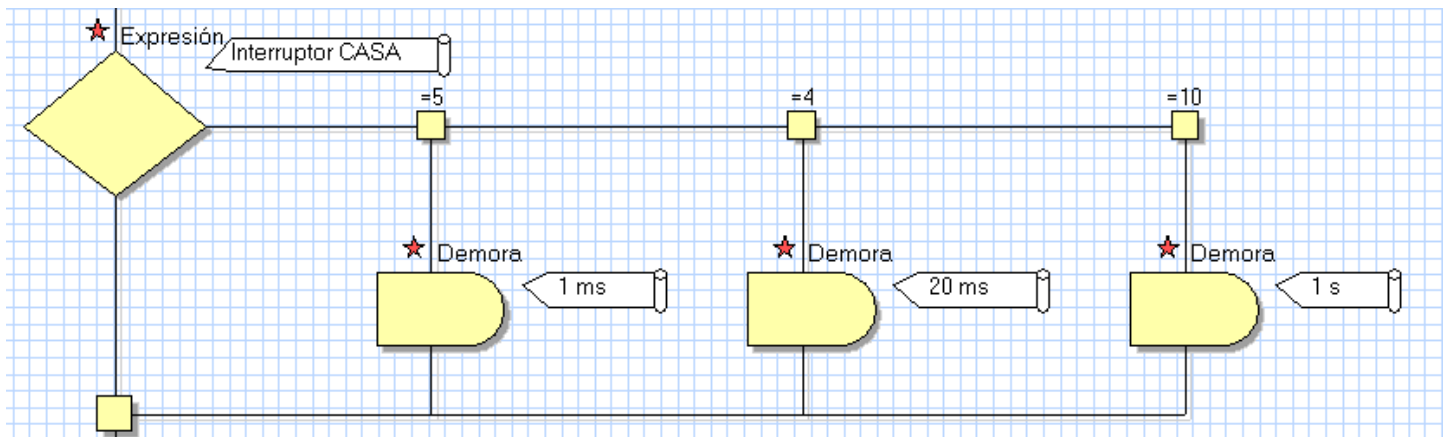 Expresión
Interruptor CASA
=5
=4
=10
Demora
1 ms
Demora
20 ms
Demora
1 s